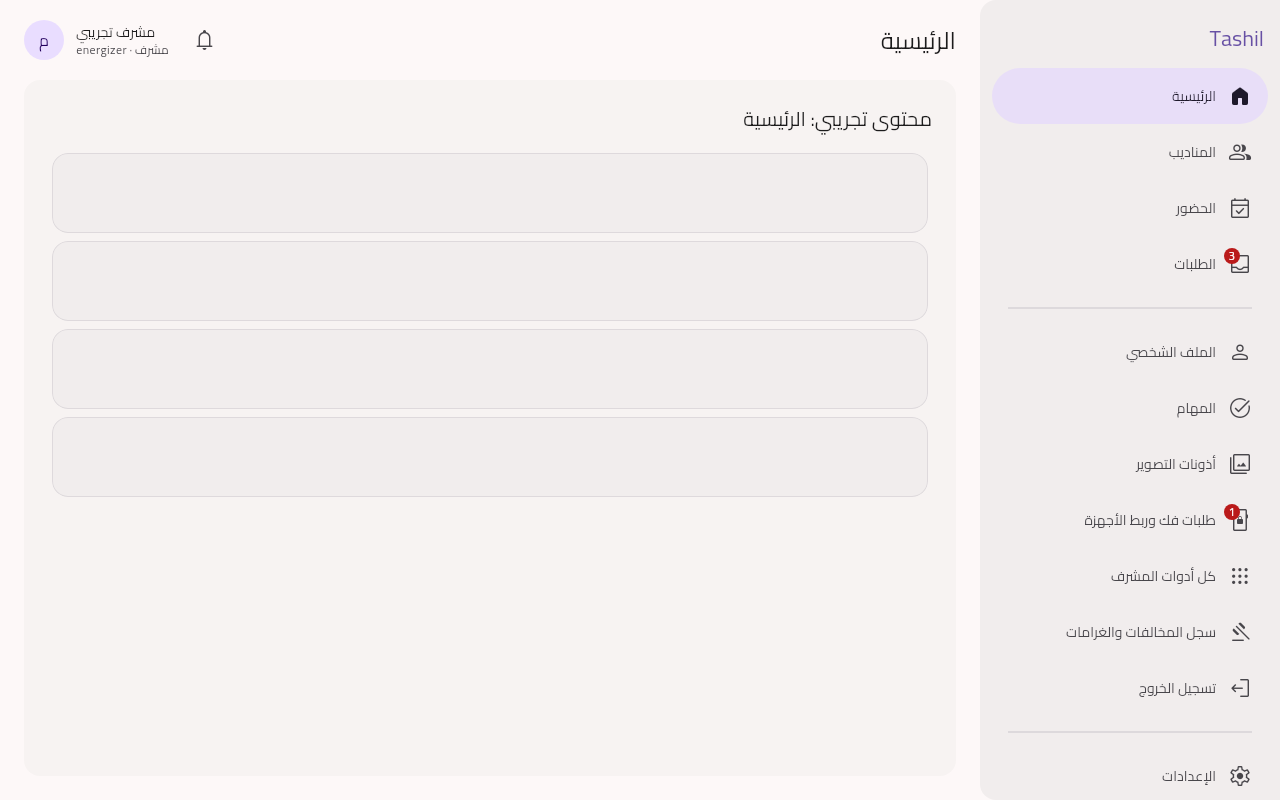 Tashil
الرئيسية
المناديب
الحضور
3
الطلبات
الملف الشخصي
المهام
أذونات التصوير
1
طلبات فك وربط الأجهزة
كل أدوات المشرف
سجل المخالفات والغرامات
تسجيل الخروج
الإعدادات
الرئيسية
مشرف تجريبي
مشرف · energizer
م
محتوى تجريبي: الرئيسية